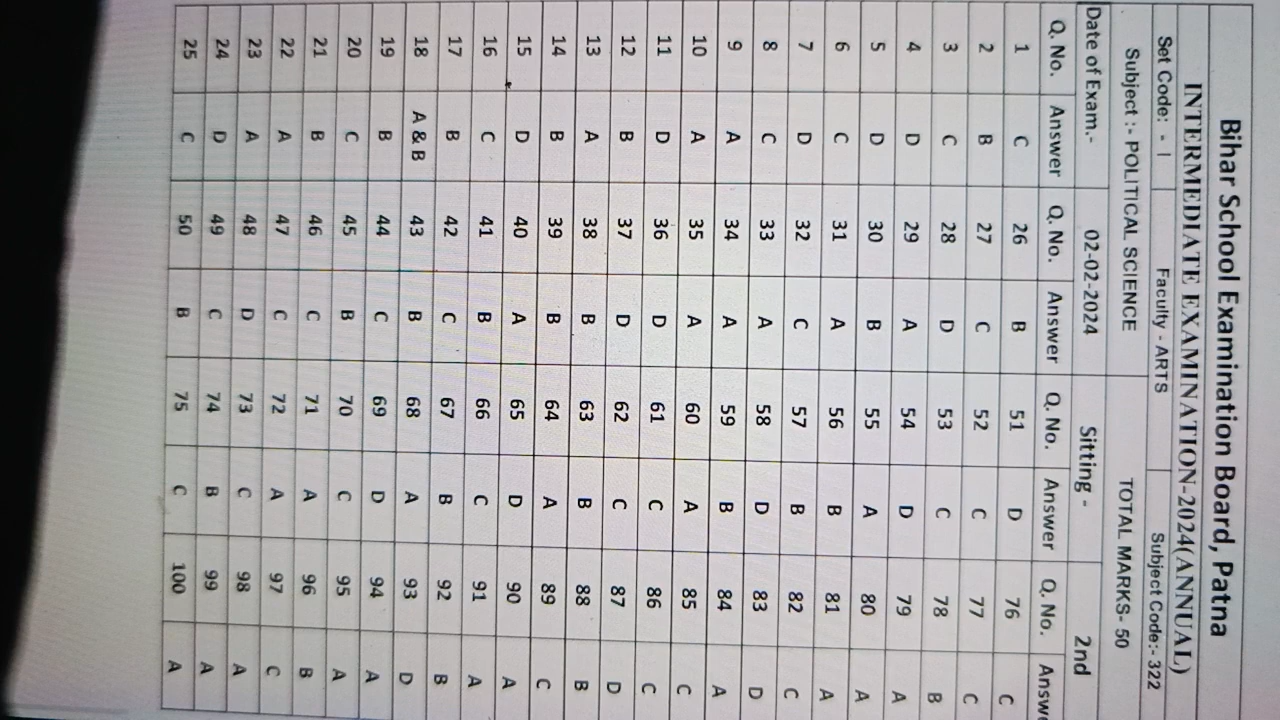 Bihar School Examination Board, Patna
INTERMEDIATE EXAMINATION-2024(ANNUAL)
Set Code: - I Faculty - ARTS Subject Code:- 322
Subject :- POLITICAL SCIENCE TOTAL MARKS- 50
Date of Exam.- 02-02-2024 Sitting - 2nd
Q. No. Answer Q. No. Answer Q. No. Answer Q. No. Answe
1 C 26 B 51 D 76 C
2 B 27 C 52 C 77 C
3 C 28 D 53 C 78 B
4 D 29 A 54 D 79 A
5 D 30 B 55 A 80 A
6 C 31 A 56 B 81 A
7 D 32 C 57 B 82 C
8 C 33 A 58 D 83 D
9 A 34 A 59 B 84 A
10 A 35 A 60 A 85 C
11 D 36 D 61 C 86 C
12 B 37 D 62 C 87 D
13 A 38 B 63 B 88 B
14 B 39 B 64 A 89 C
15 D 40 A 65 D 90 A
16 C 41 B 66 C 91 A
17 B 42 C 67 B 92 B
18 A & B 43 B 68 A 93 D
19 B 44 C 69 D 94 A
20 C 45 B 70 C 95 A
21 B 46 C 71 A 96 B
22 A 47 C 72 A 97 C
23 A 48 D 73 C 98 A
24 D 49 C 74 B 99 A
25 C 50 B 75 C 100 A